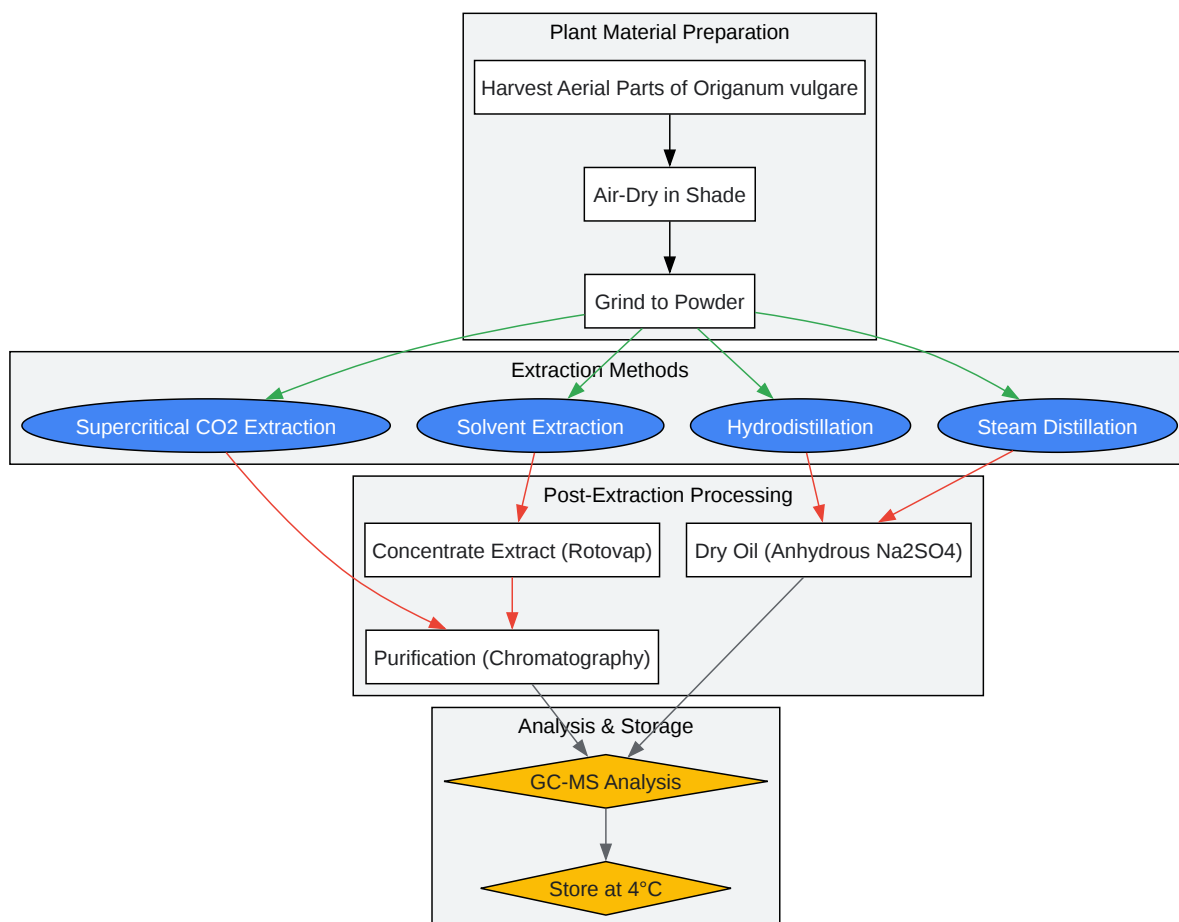 Plant Material Preparation
Harvest Aerial Parts of Origanum vulgare
Air-Dry in Shade
Grind to Powder
Extraction Methods
Supercritical CO2 Extraction
Solvent Extraction
Hydrodistillation
Steam Distillation
Post-Extraction Processing
Concentrate Extract (Rotovap)
Dry Oil (Anhydrous Na2SO4)
Purification (Chromatography)
Analysis & Storage
GC-MS Analysis
Store at 4°C